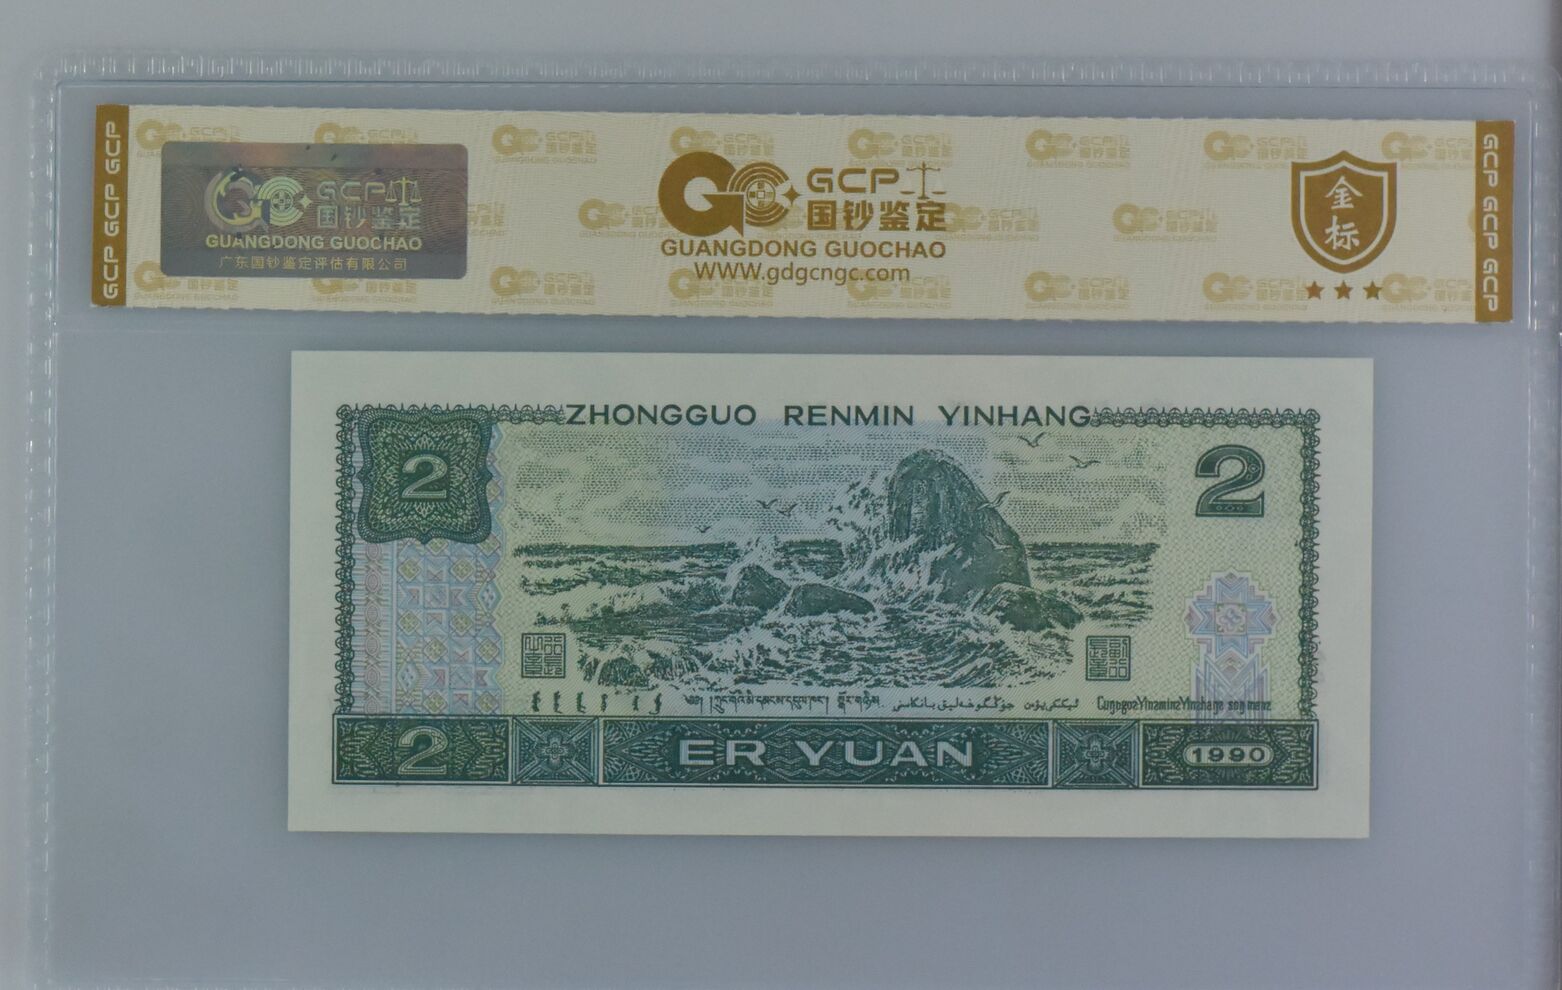 GCP GCP GCP
GCP
国钞鉴定
GUANGDONG GUOCHAO
广东国钞鉴定评估有限公司
GCP
国钞鉴定
GUANGDONG GUOCHAO
WWW.gdgcngc.com
金标
GCP GCP GCP
ZHONGGUO RENMIN YINHANG
2
2
2
ER YUAN
1990